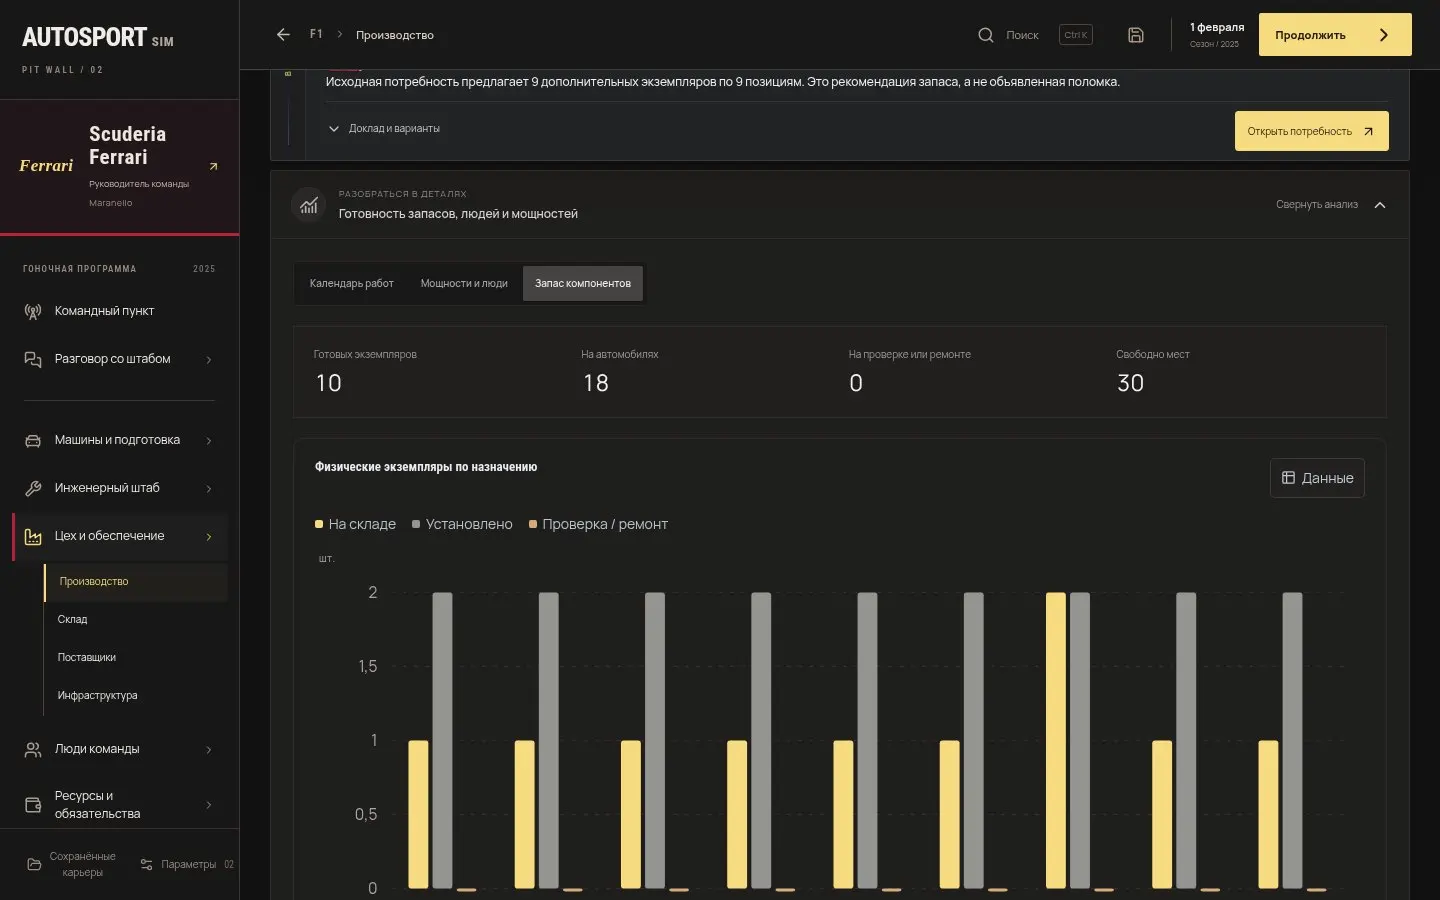 AUTOSPORT SIM
PIT WALL / 02
Ferrari
Scuderia
Ferrari
Руководитель команды
Maranello
ГОНОЧНАЯ ПРОГРАММА 2025
Командный пункт
Разговор со штабом
Машины и подготовка
Инженерный штаб
Цех и обеспечение
Производство
Склад
Поставщики
Инфраструктура
Люди команды
Ресурсы и
обязательства
Сохранённые
карьеры
Параметры 02
F1 Производство
Поиск Ctrl K
1 февраля
Сезон / 2025
Продолжить
Исходная потребность предлагает 9 дополнительных экземпляров по 9 позициям. Это рекомендация запаса, а не объявленная поломка.
Доклад и варианты
Открыть потребность
РАЗОБРАТЬСЯ В ДЕТАЛЯХ
Готовность запасов, людей и мощностей
Свернуть анализ
Календарь работ Мощности и люди Запас компонентов
Готовых экземпляров На автомобилях На проверке или ремонте Свободно мест
10 18 0 30
Физические экземпляры по назначению
Данные
На складе Установлено Проверка / ремонт
шт.
2
1,5
1
0,5
0